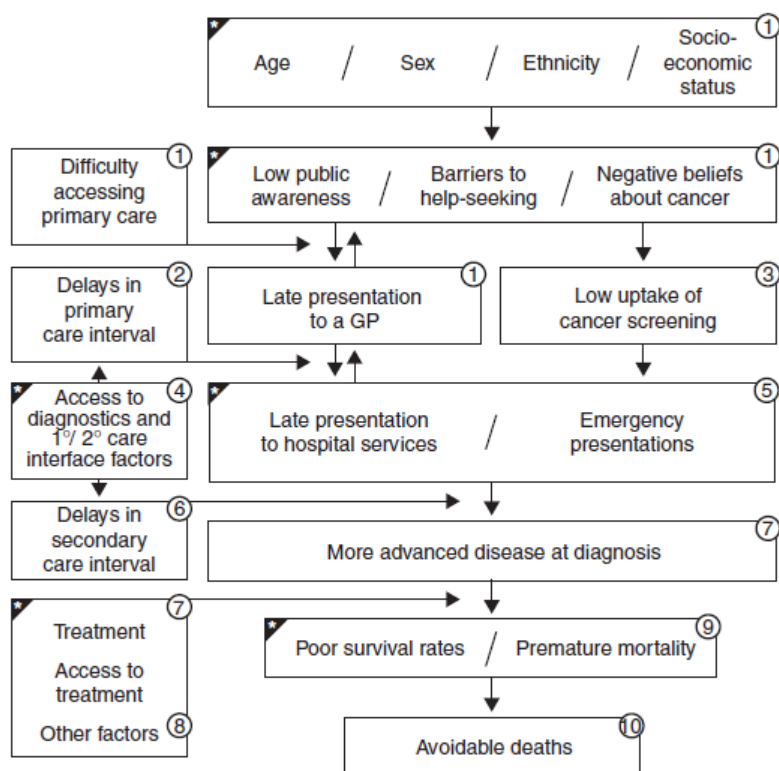 * 1
Age / Sex / Ethnicity / Socio-
economic
status
Difficulty 1
accessing
primary care
* 1
Low public / Barriers to / Negative beliefs
awareness help-seeking about cancer
Delays in 2
primary
care interval
Late presentation 1
to a GP
Low uptake of 3
cancer screening
* Access to 4
diagnostics and
1°/ 2° care
interface factors
* 5
Late presentation / Emergency
to hospital services presentations
Delays in 6
secondary
care interval
More advanced disease at diagnosis 7
* 7
Treatment
Access to
treatment
Other factors 8
* 9
Poor survival rates / Premature mortality
10
Avoidable deaths